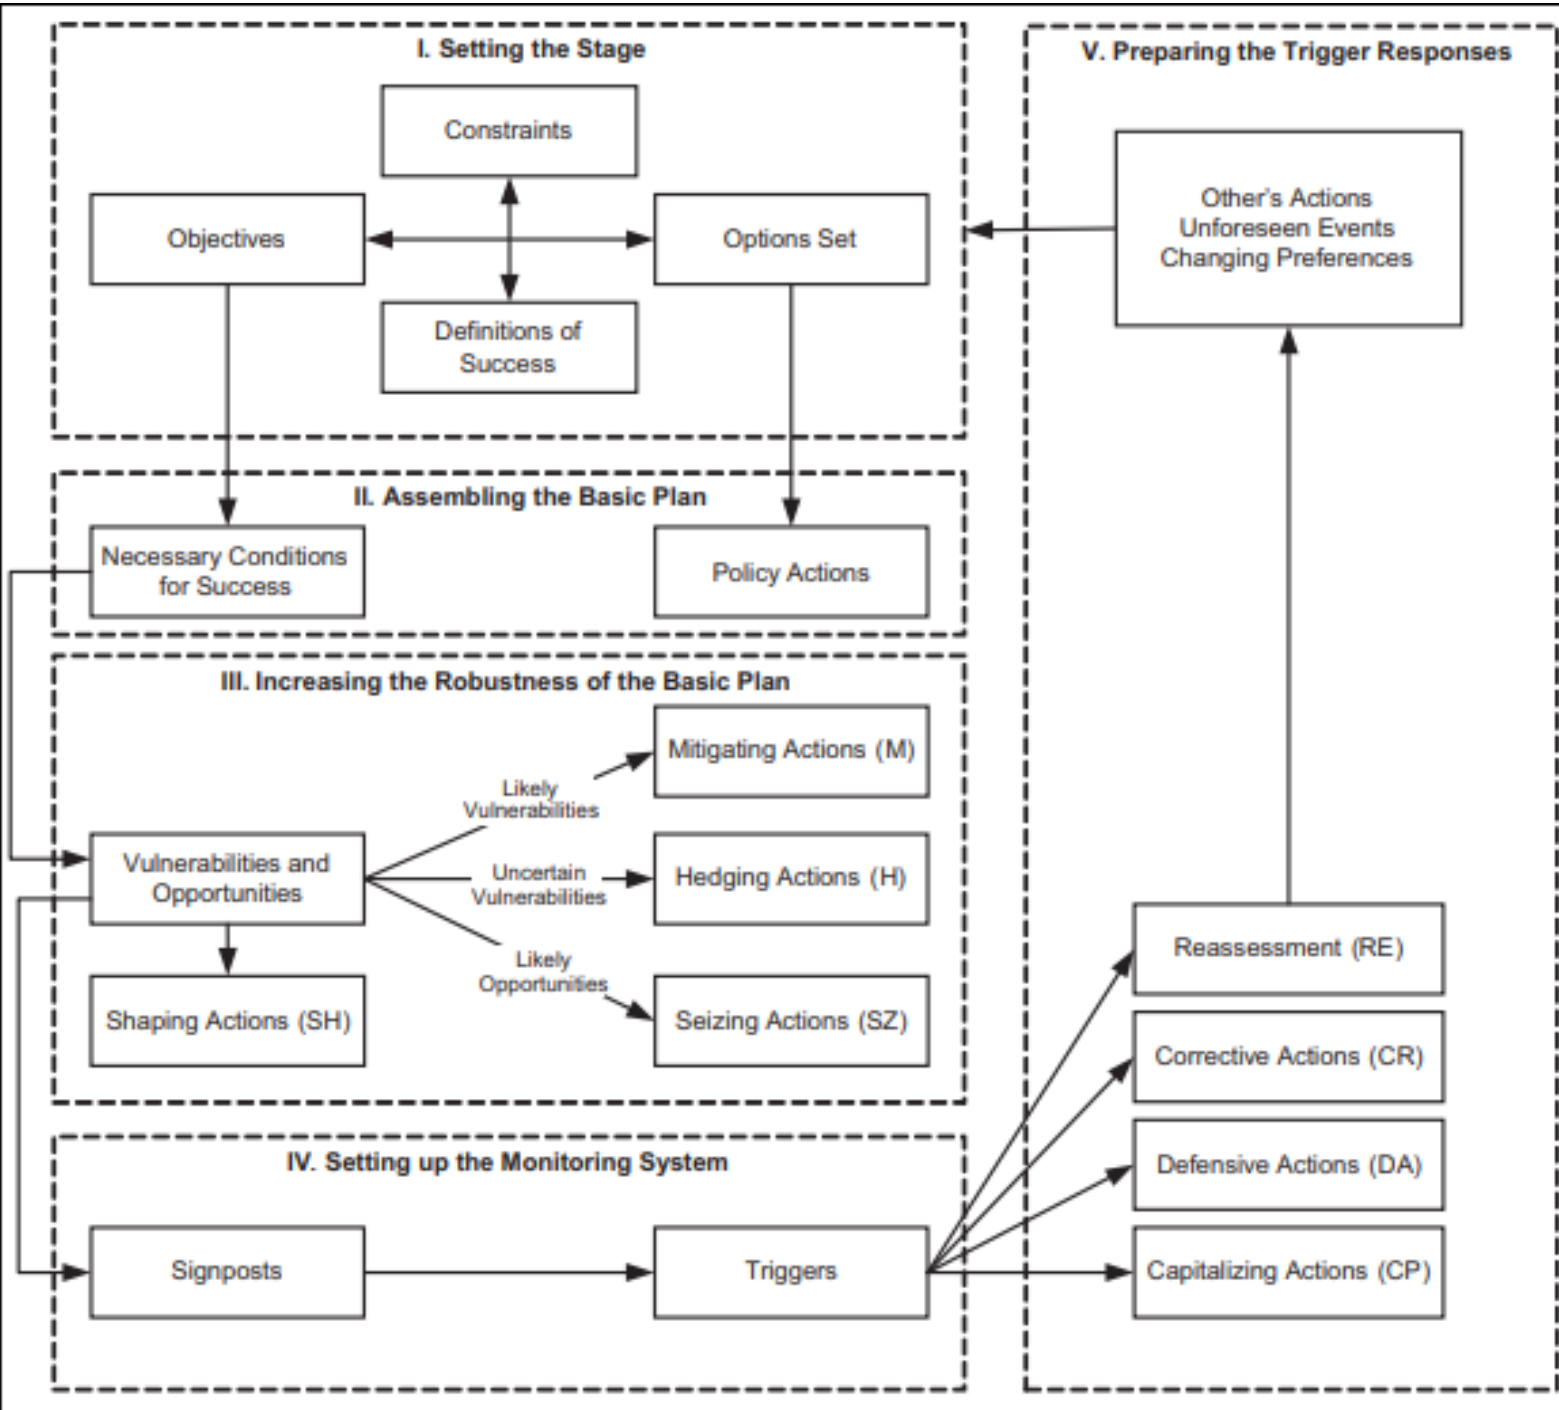 I. Setting the Stage
Constraints
Objectives
Options Set
Definitions of
Success
II. Assembling the Basic Plan
Necessary Conditions
for Success
Policy Actions
III. Increasing the Robustness of the Basic Plan
Mitigating Actions (M)
Likely
Vulnerabilities
Vulnerabilities and
Opportunities
Uncertain
Vulnerabilities
Hedging Actions (H)
Likely
Opportunities
Shaping Actions (SH)
Seizing Actions (SZ)
IV. Setting up the Monitoring System
Signposts
Triggers
V. Preparing the Trigger Responses
Other's Actions
Unforeseen Events
Changing Preferences
Reassessment (RE)
Corrective Actions (CR)
Defensive Actions (DA)
Capitalizing Actions (CP)